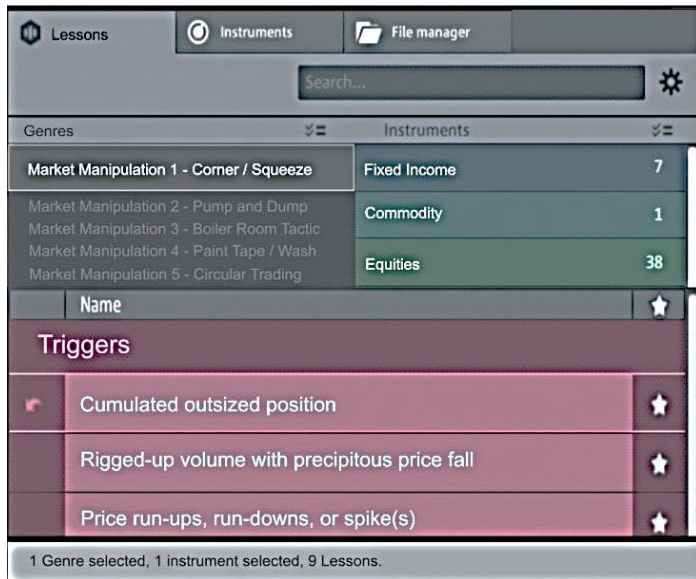 Lessons
Instruments
File manager
Search...
Genres
Instruments
Market Manipulation 1 - Corner / Squeeze
Fixed Income 7
Market Manipulation 2 - Pump and Dump
Commodity 1
Market Manipulation 3 - Boiler Room Tactic
Market Manipulation 4 - Paint Tape / Wash
Equities 38
Market Manipulation 5 - Circular Trading
Name
Triggers
Cumulated outsized position
Rigged-up volume with precipitous price fall
Price run-ups, run-downs, or spike(s)
1 Genre selected, 1 instrument selected, 9 Lessons.